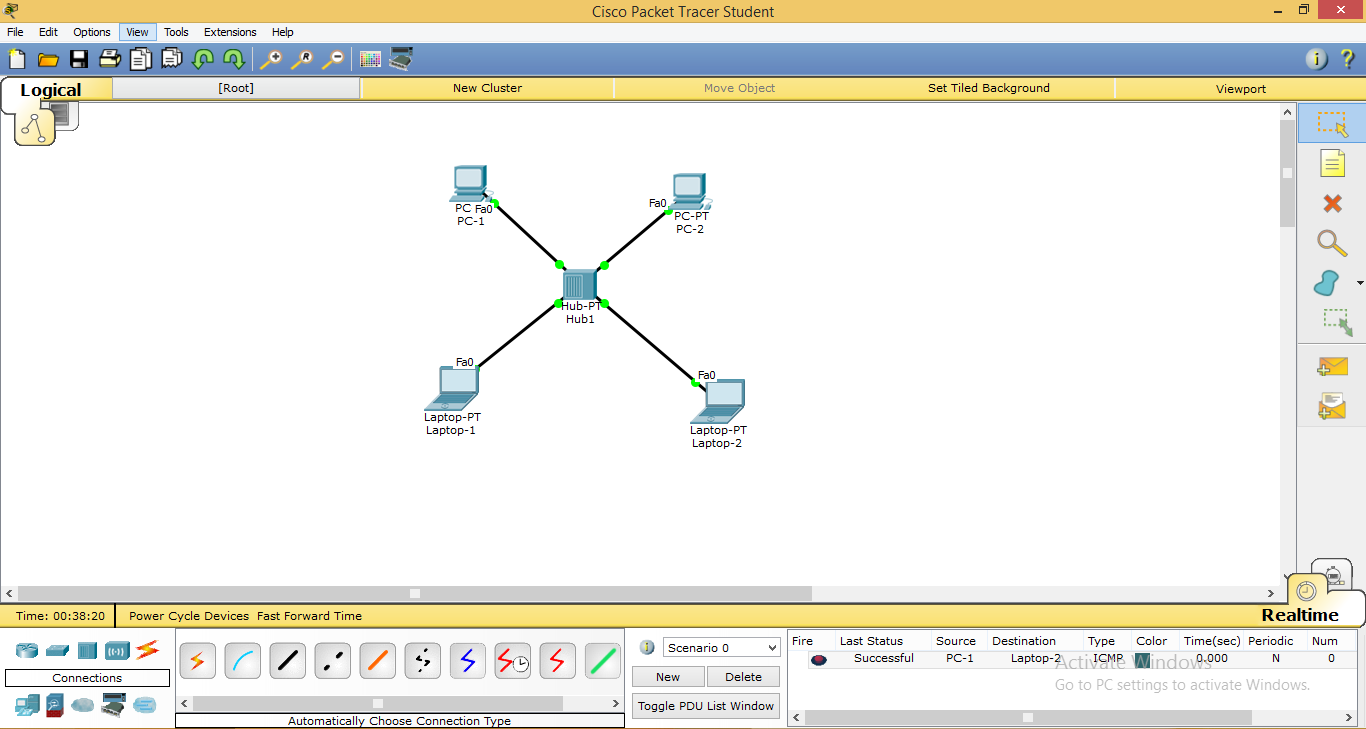 Cisco Packet Tracer Student
File Edit Options View Tools Extensions Help
Logical [Root] New Cluster Move Object Set Tiled Background Viewport
PC Fa0
PC-1
Fa0
PC-PT
PC-2
Hub-PT
Hub1
Fa0
Laptop-PT
Laptop-1
Fa0
Laptop-PT
Laptop-2
Time: 00:38:20 Power Cycle Devices Fast Forward Time Realtime
Connections
Automatically Choose Connection Type
Scenario 0
New Delete
Toggle PDU List Window
Fire Last Status Source Destination Type Color Time(sec) Periodic Num
Successful PC-1 Laptop-2 ICMP 0.000 N 0
Activate Windows
Go to PC settings to activate Windows.